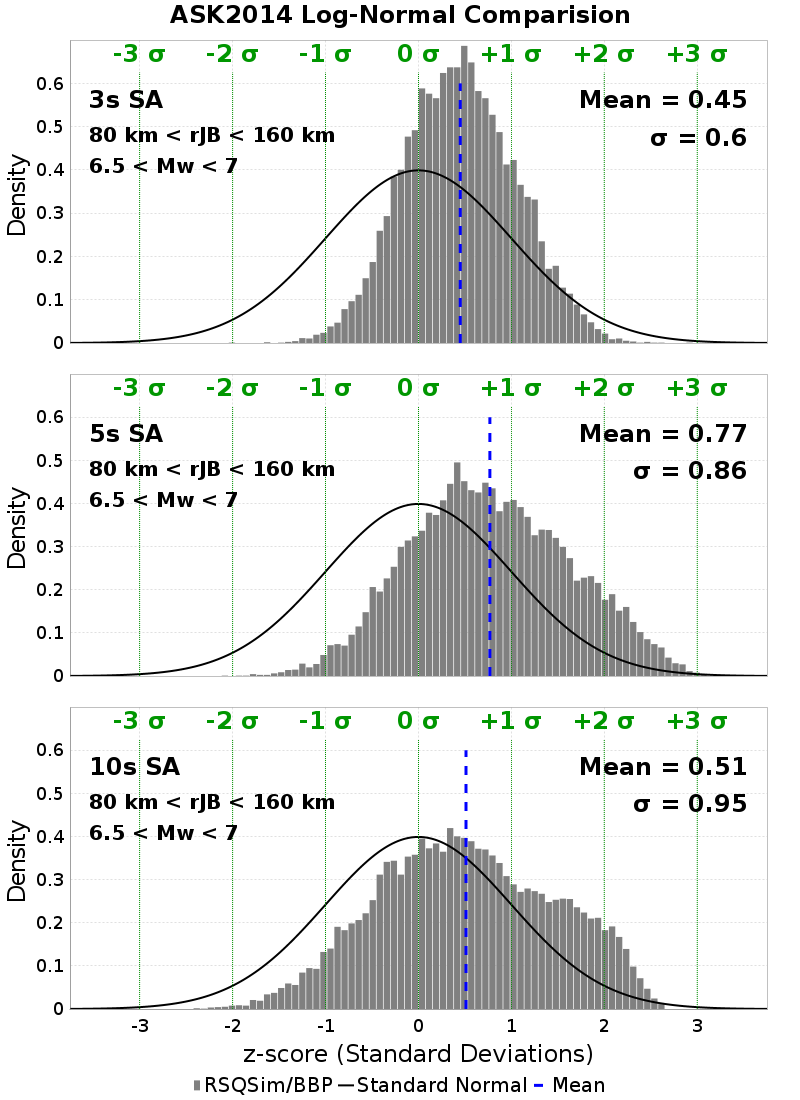 ASK2014 Log-Normal Comparision
-3 σ -2 σ -1 σ 0 σ +1 σ +2 σ +3 σ
3s SA
80 km < rJB < 160 km
6.5 < Mw < 7
Mean = 0.45
σ = 0.6
Density
0.6
0.5
0.4
0.3
0.2
0.1
0
-3 σ -2 σ -1 σ 0 σ +1 σ +2 σ +3 σ
5s SA
80 km < rJB < 160 km
6.5 < Mw < 7
Mean = 0.77
σ = 0.86
Density
0.6
0.5
0.4
0.3
0.2
0.1
0
-3 σ -2 σ -1 σ 0 σ +1 σ +2 σ +3 σ
10s SA
80 km < rJB < 160 km
6.5 < Mw < 7
Mean = 0.51
σ = 0.95
Density
0.6
0.5
0.4
0.3
0.2
0.1
0
-3 -2 -1 0 1 2 3
z-score (Standard Deviations)
RSQSim/BBP Standard Normal Mean